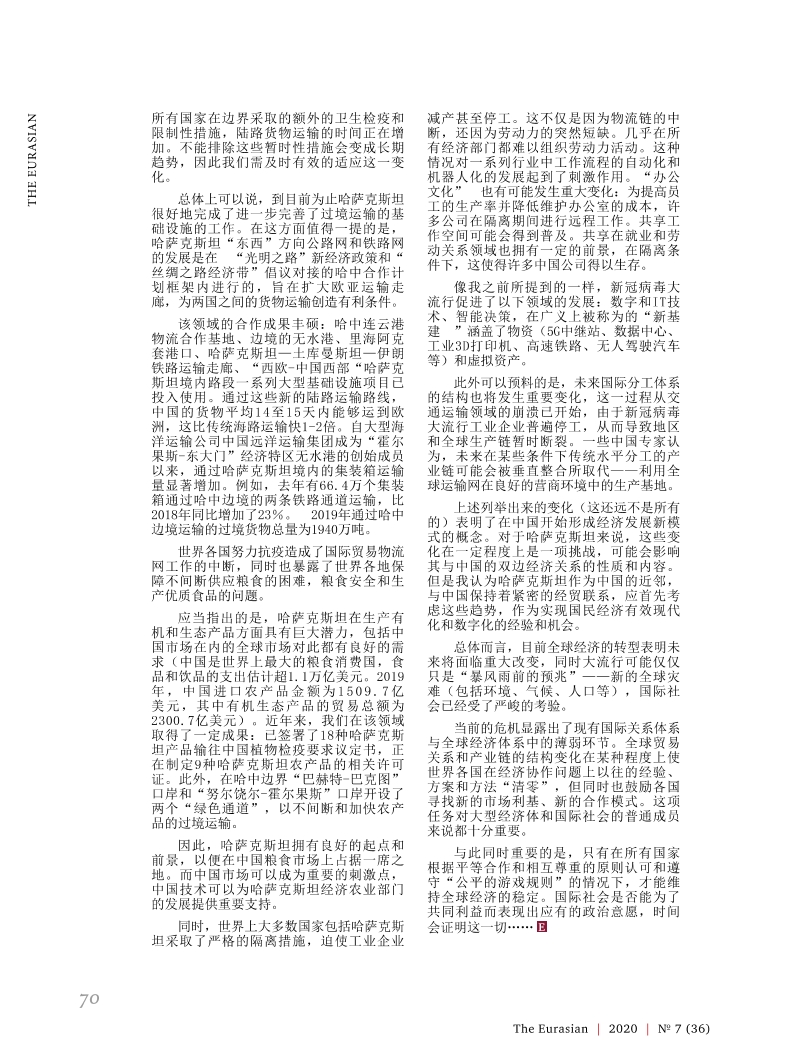 THE EURASIAN
所有国家在边界采取的额外的卫生检疫和
限制性措施，陆路货物运输的时间正在增
加。不能排除这些暂时性措施会变成长期
趋势，因此我们需及时有效的适应这一变
化。
总体上可以说，到目前为止哈萨克斯坦
很好地完成了进一步完善了过境运输的基
础设施的工作。在这方面值得一提的是，
哈萨克斯坦“东西”方向公路网和铁路网
的发展是在 “光明之路”新经济政策和“
丝绸之路经济带”倡议对接的哈中合作计
划框架内进行的，旨在扩大欧亚运输走
廊，为两国之间的货物运输创造有利条件。
该领域的合作成果丰硕：哈中连云港
物流合作基地、边境的无水港、里海阿克
套港口、哈萨克斯坦—土库曼斯坦—伊朗
铁路运输走廊、“西欧-中国西部“哈萨克
斯坦境内路段一系列大型基础设施项目已
投入使用。通过这些新的陆路运输路线，
中国的货物平均14至15天内能够运到欧
洲，这比传统海路运输快1-2倍。自大型海
洋运输公司中国远洋运输集团成为“霍尔
果斯-东大门”经济特区无水港的创始成员
以来，通过哈萨克斯坦境内的集装箱运输
量显著增加。例如，去年有66.4万个集装
箱通过哈中边境的两条铁路通道运输，比
2018年同比增加了23％。 2019年通过哈中
边境运输的过境货物总量为1940万吨。
世界各国努力抗疫造成了国际贸易物流
网工作的中断，同时也暴露了世界各地保
障不间断供应粮食的困难，粮食安全和生
产优质食品的问题。
应当指出的是，哈萨克斯坦在生产有
机和生态产品方面具有巨大潜力，包括中
国市场在内的全球市场对此都有良好的需
求（中国是世界上最大的粮食消费国，食
品和饮品的支出估计超1.1万亿美元。2019
年，中国进口农产品金额为1509.7亿
美元，其中有机生态产品的贸易总额为
2300.7亿美元）。近年来，我们在该领域
取得了一定成果：已签署了18种哈萨克斯
坦产品输往中国植物检疫要求议定书，正
在制定9种哈萨克斯坦农产品的相关许可
证。此外，在哈中边界“巴赫特-巴克图”
口岸和“努尔饶尔-霍尔果斯”口岸开设了
两个“绿色通道”，以不间断和加快农产
品的过境运输。
因此，哈萨克斯坦拥有良好的起点和
前景，以便在中国粮食市场上占据一席之
地。而中国市场可以成为重要的刺激点，
中国技术可以为哈萨克斯坦经济农业部门
的发展提供重要支持。
同时，世界上大多数国家包括哈萨克斯
坦采取了严格的隔离措施，迫使工业企业
减产甚至停工。这不仅是因为物流链的中
断，还因为劳动力的突然短缺。几乎在所
有经济部门都难以组织劳动力活动。这种
情况对一系列行业中工作流程的自动化和
机器人化的发展起到了刺激作用。“办公
文化” 也有可能发生重大变化：为提高员
工的生产率并降低维护办公室的成本，许
多公司在隔离期间进行远程工作。共享工
作空间可能会得到普及。共享在就业和劳
动关系领域也拥有一定的前景，在隔离条
件下，这使得许多中国公司得以生存。
像我之前所提到的一样，新冠病毒大
流行促进了以下领域的发展：数字和IT技
术、智能决策，在广义上被称为的“新基
建 ”涵盖了物资（5G中继站、数据中心、
工业3D打印机、高速铁路、无人驾驶汽车
等）和虚拟资产。
此外可以预料的是，未来国际分工体系
的结构也将发生重要变化，这一过程从交
通运输领域的崩溃已开始，由于新冠病毒
大流行工业企业普遍停工，从而导致地区
和全球生产链暂时断裂。一些中国专家认
为，未来在某些条件下传统水平分工的产
业链可能会被垂直整合所取代——利用全
球运输网在良好的营商环境中的生产基地。
上述列举出来的变化（这还远不是所有
的）表明了在中国开始形成经济发展新模
式的概念。对于哈萨克斯坦来说，这些变
化在一定程度上是一项挑战，可能会影响
其与中国的双边经济关系的性质和内容。
但是我认为哈萨克斯坦作为中国的近邻，
与中国保持着紧密的经贸联系，应首先考
虑这些趋势，作为实现国民经济有效现代
化和数字化的经验和机会。
总体而言，目前全球经济的转型表明未
来将面临重大改变，同时大流行可能仅仅
只是“暴风雨前的预兆”——新的全球灾
难（包括环境、气候、人口等），国际社
会已经受了严峻的考验。
当前的危机显露出了现有国际关系体系
与全球经济体系中的薄弱环节。全球贸易
关系和产业链的结构变化在某种程度上使
世界各国在经济协作问题上以往的经验、
方案和方法“清零”，但同时也鼓励各国
寻找新的市场利基、新的合作模式。这项
任务对大型经济体和国际社会的普通成员
来说都十分重要。
与此同时重要的是，只有在所有国家
根据平等合作和相互尊重的原则认可和遵
守“公平的游戏规则”的情况下，才能维
持全球经济的稳定。国际社会是否能为了
共同利益而表现出应有的政治意愿，时间
会证明这一切…… E
70
The Eurasian | 2020 | № 7 (36)